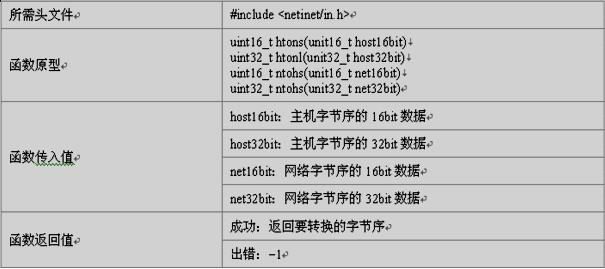 所需头文件
#include <netinet/in.h>
函数原型
uint16_t htons(unit16_t host16bit)
uint32_t htonl(unit32_t host32bit)
uint16_t ntohs(unit16_t net16bit)
uint32_t ntohs(unit32_t net32bit)
函数传入值
host16bit：主机字节序的 16bit 数据
host32bit：主机字节序的 32bit 数据
net16bit：网络字节序的 16bit 数据
net32bit：网络字节序的 32bit 数据
函数返回值
成功：返回要转换的字节序
出错：-1